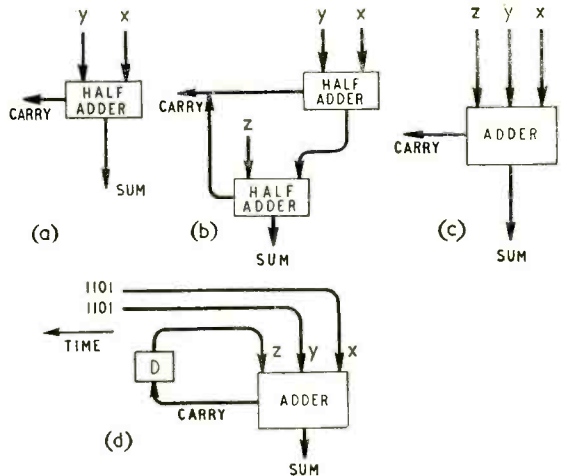 y x
HALF
ADDER
CARRY
SUM
(a)
y x
HALF
ADDER
CARRY
z
HALF
ADDER
SUM
(b)
z y x
ADDER
CARRY
SUM
(c)
1101
1101
TIME
z y x
D
ADDER
CARRY
SUM
(d)